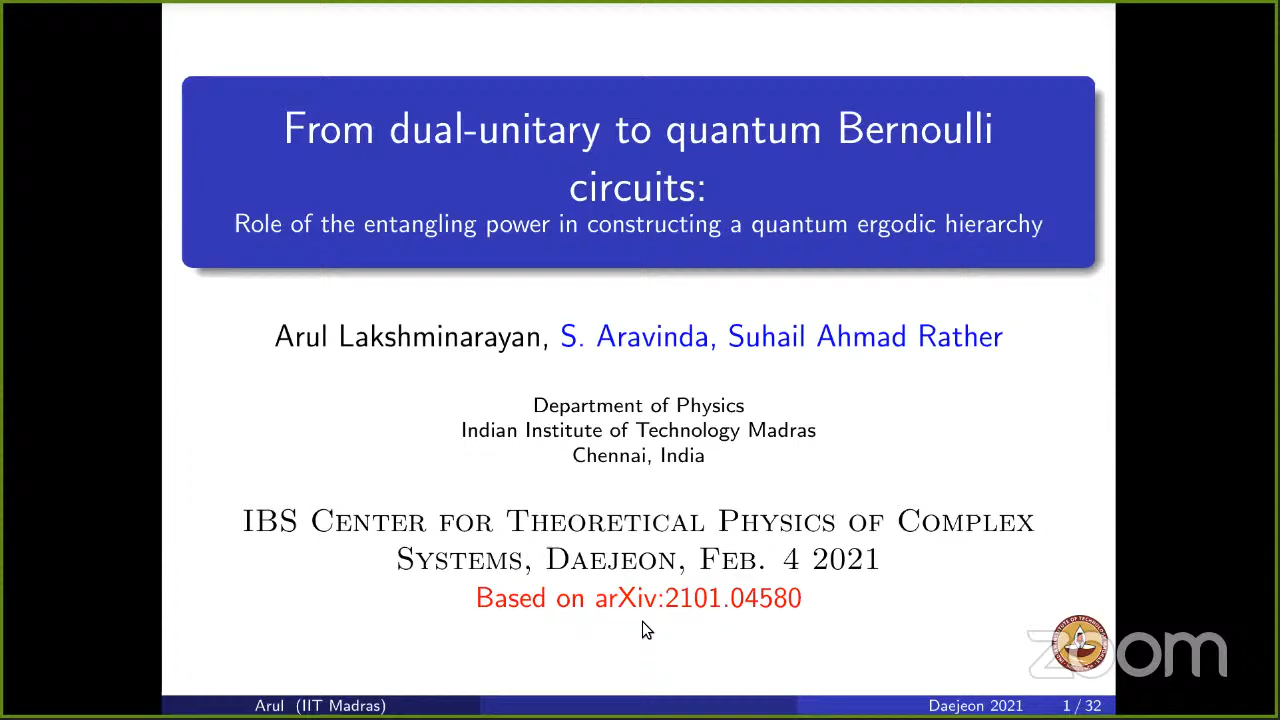 From dual-unitary to quantum Bernoulli
circuits:
Role of the entangling power in constructing a quantum ergodic hierarchy
Arul Lakshminarayan, S. Aravinda, Suhail Ahmad Rather
Department of Physics
Indian Institute of Technology Madras
Chennai, India
IBS Center for Theoretical Physics of Complex
Systems, Daejeon, Feb. 4 2021
Based on arXiv:2101.04580
zoom
Arul (IIT Madras)
Daejeon 2021
1 / 32